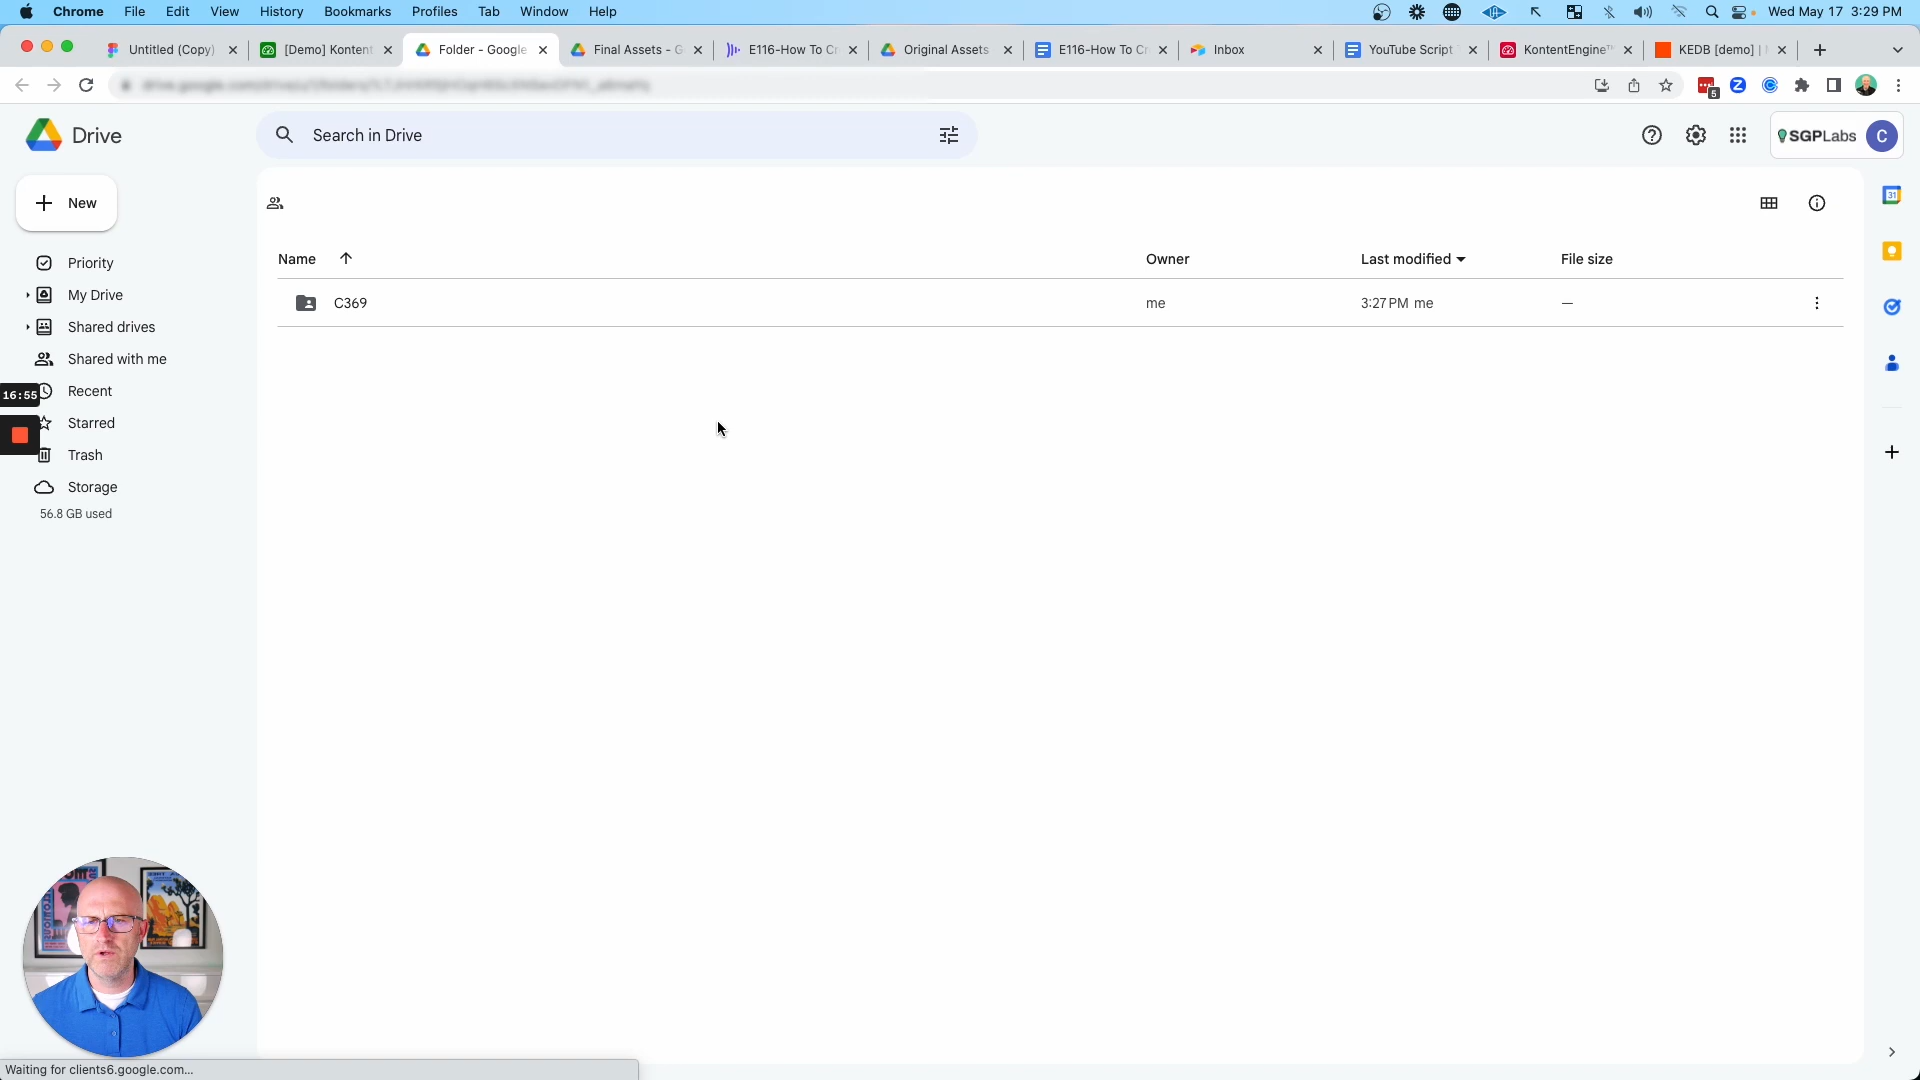 Chrome File Edit View History Bookmarks Profiles Tab Window Help Wed May 17 3:29 PM
Untitled (Copy) [Demo] Kontent Folder - Google Final Assets - G E116-How To Cr Original Assets E116-How To Cr Inbox YouTube Script KontentEngine™ KEDB [demo] |
5
Drive Search in Drive SGPLabs C
New
31
Name Owner Last modified File size
Priority
My Drive C369 me 3:27 PM me —
Shared drives
Shared with me
16:55 Recent
Starred
Trash
Storage
56.8 GB used
Waiting for clients6.google.com...